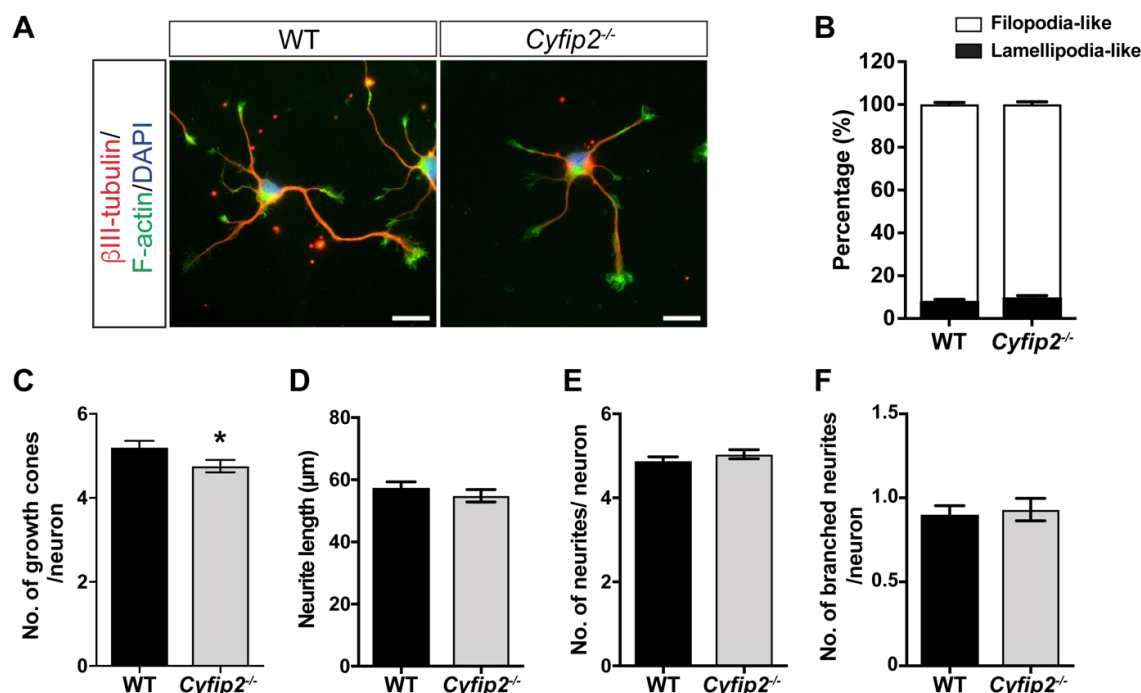 A
WT
Cyfip2-/-
βIII-tubulin/
F-actin/DAPI
B
Filopodia-like
Lamellipodia-like
Percentage (%)
120
100
80
60
40
20
0
WT
Cyfip2-/-
C
No. of growth cones
/neuron
6
4
2
0
*
WT
Cyfip2-/-
D
Neurite length (μm)
80
60
40
20
0
WT
Cyfip2-/-
E
No. of neurites/ neuron
6
4
2
0
WT
Cyfip2-/-
F
No. of branched neurites
/neuron
1.5
1.0
0.5
0
WT
Cyfip2-/-